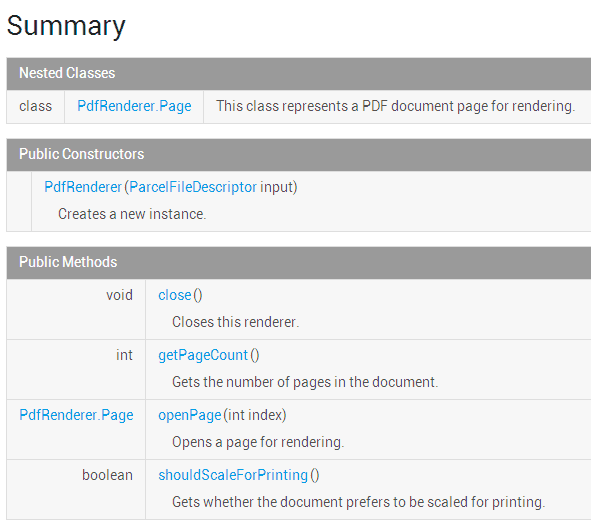 Summary
Nested Classes
class PdfRenderer.Page This class represents a PDF document page for rendering.
Public Constructors
PdfRenderer(ParcelFileDescriptor input)
Creates a new instance.
Public Methods
void close()
Closes this renderer.
int getPageCount()
Gets the number of pages in the document.
PdfRenderer.Page openPage(int index)
Opens a page for rendering.
boolean shouldScaleForPrinting()
Gets whether the document prefers to be scaled for printing.